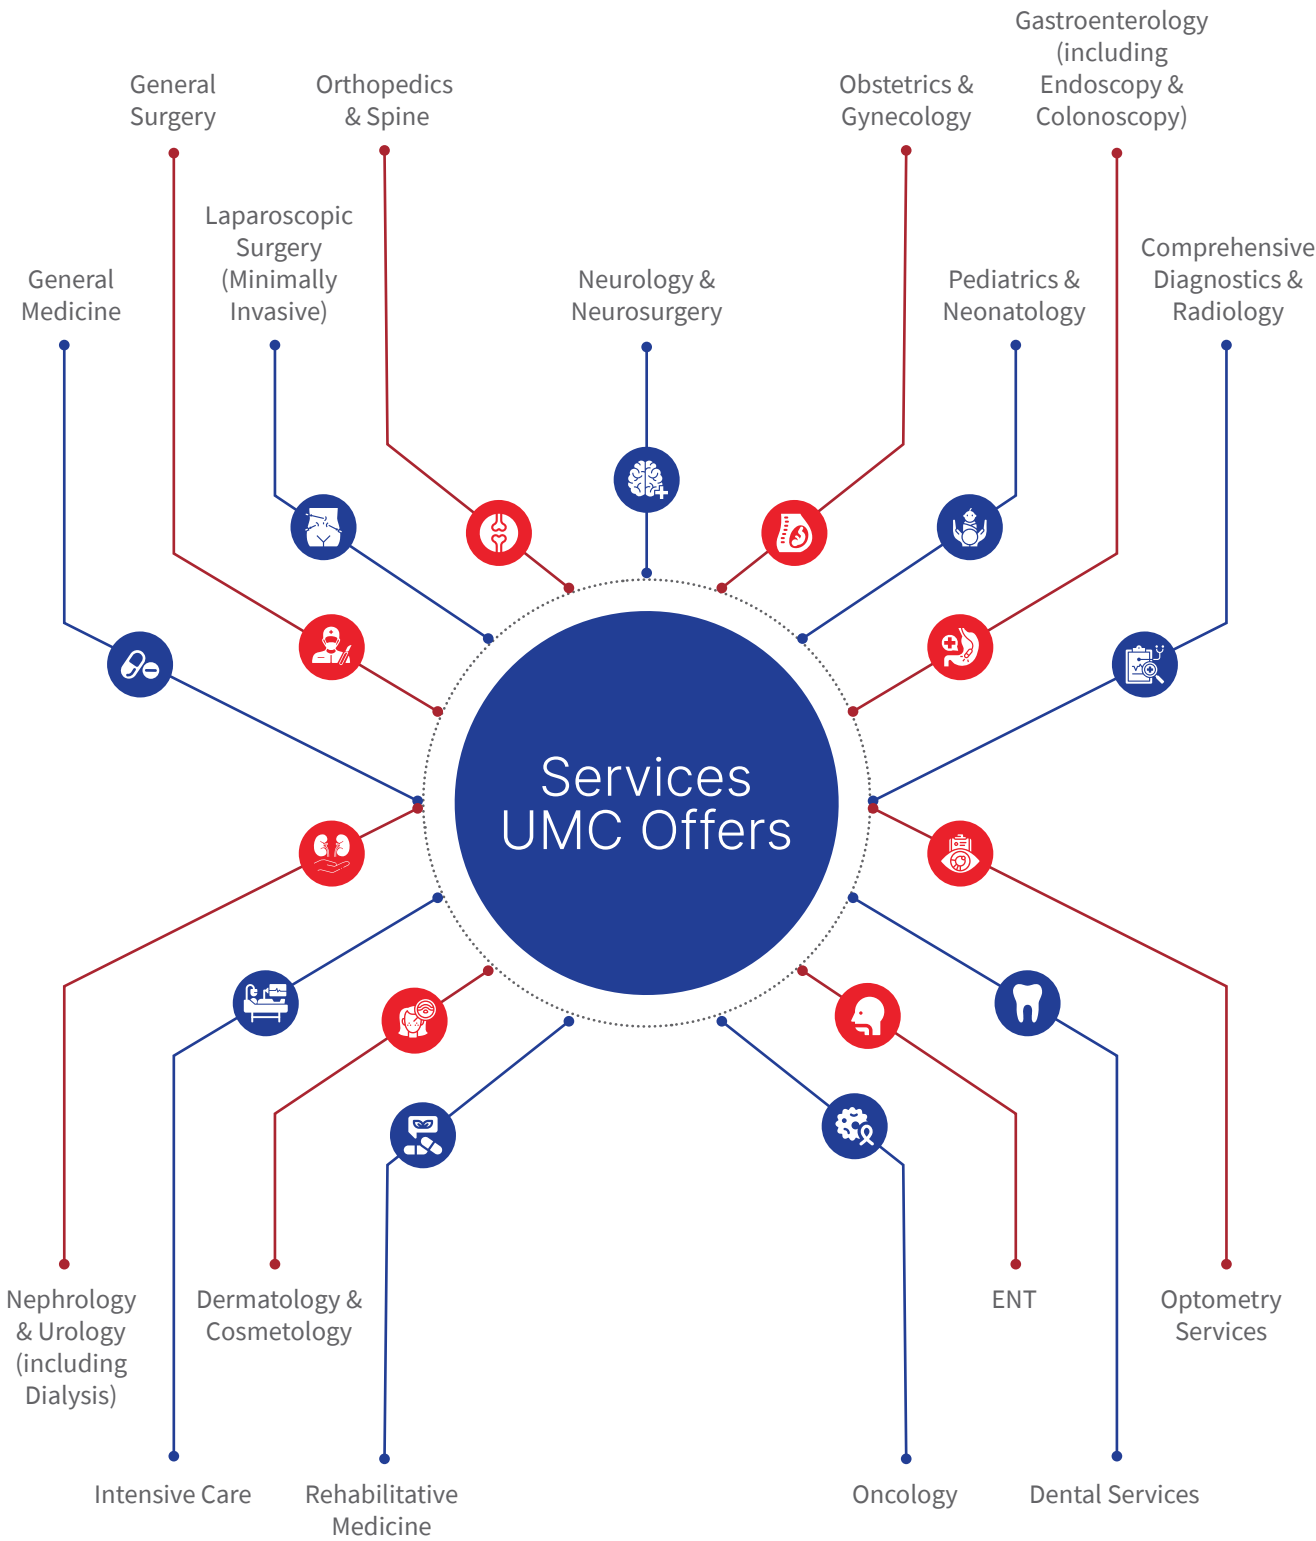 Gastroenterology
(including
Endoscopy &
Colonoscopy)
General
Surgery
Orthopedics
& Spine
Obstetrics &
Gynecology
Laparoscopic
Surgery
(Minimally
Invasive)
General
Medicine
Neurology &
Neurosurgery
Pediatrics &
Neonatology
Comprehensive
Diagnostics &
Radiology
Services
UMC Offers
Nephrology
& Urology
(including
Dialysis)
Dermatology &
Cosmetology
ENT
Optometry
Services
Intensive Care
Rehabilitative
Medicine
Oncology
Dental Services